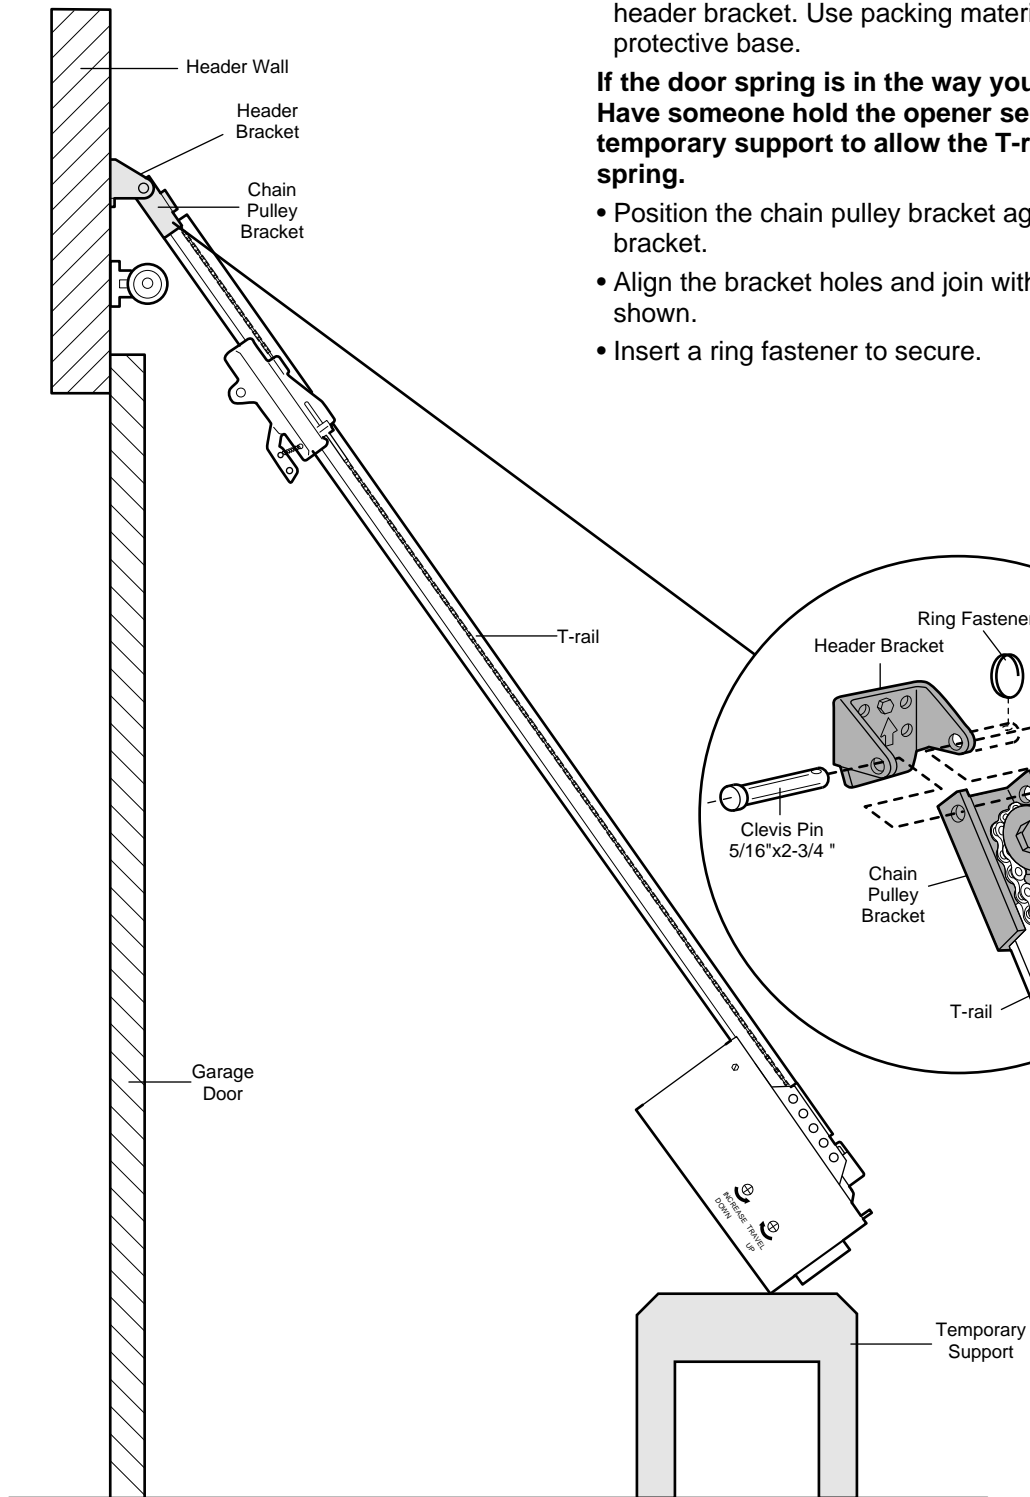 header bracket. Use packing materi
protective base.
If the door spring is in the way you
Have someone hold the opener se
temporary support to allow the T-r
spring.
• Position the chain pulley bracket ag
bracket.
• Align the bracket holes and join with
shown.
• Insert a ring fastener to secure.
Header Wall
Header
Bracket
Chain
Pulley
Bracket
T-rail
Ring Fastener
Header Bracket
Clevis Pin
5/16"x2-3/4 "
Chain
Pulley
Bracket
T-rail
Garage
Door
INCREASE TRAVEL
DOWN
UP
Temporary
Support